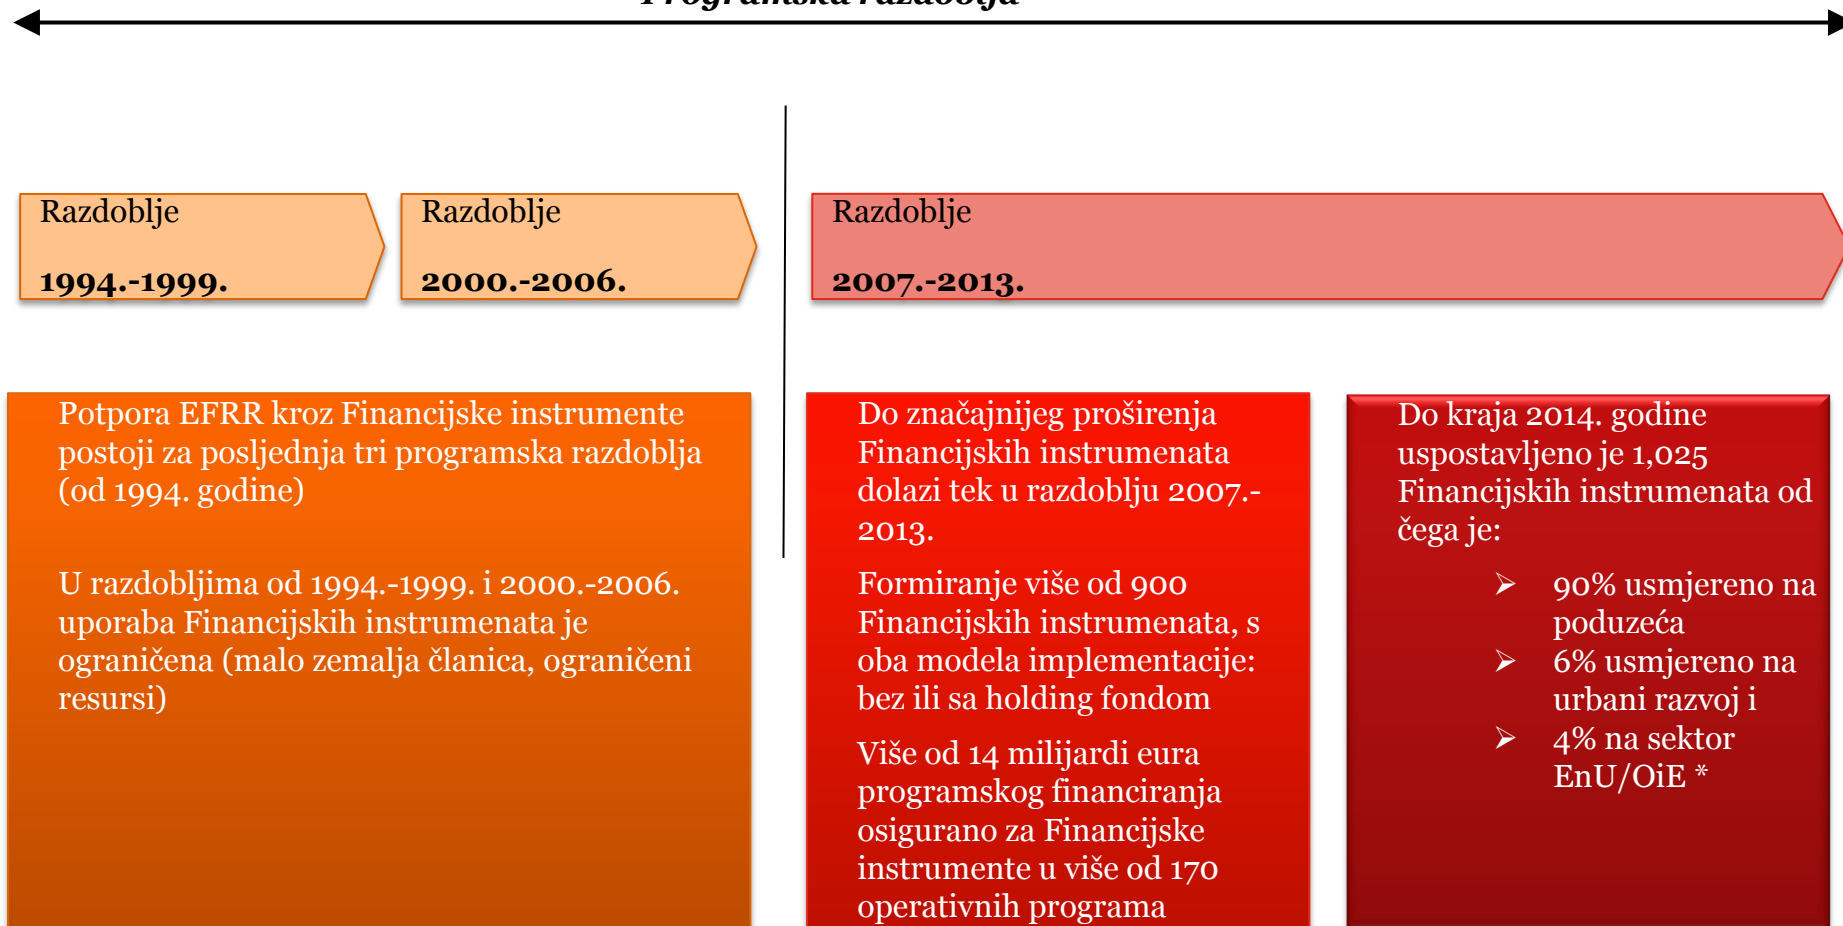 Programska razdoblja
Razdoblje
1994.-1999.
Razdoblje
2000.-2006.
Razdoblje
2007.-2013.
Potpora EFRR kroz Financijske instrumente
postoji za posljednja tri programska razdoblja
(od 1994. godine)
U razdobljima od 1994.-1999. i 2000.-2006.
uporaba Financijskih instrumenata je
ograničena (malo zemalja članica, ograničeni
resursi)
Do značajnijeg proširenja
Financijskih instrumenata
dolazi tek u razdoblju 2007.-
2013.
Formiranje više od 900
Financijskih instrumenata, s
oba modela implementacije:
bez ili sa holding fondom
Više od 14 milijardi eura
programskog financiranja
osigurano za Financijske
instrumente u više od 170
operativnih programa
Do kraja 2014. godine
uspostavljeno je 1,025
Financijskih instrumenata od
čega je:
➢ 90% usmjereno na
poduzeća
➢ 6% usmjereno na
urbani razvoj i
➢ 4% na sektor
EnU/OiE *